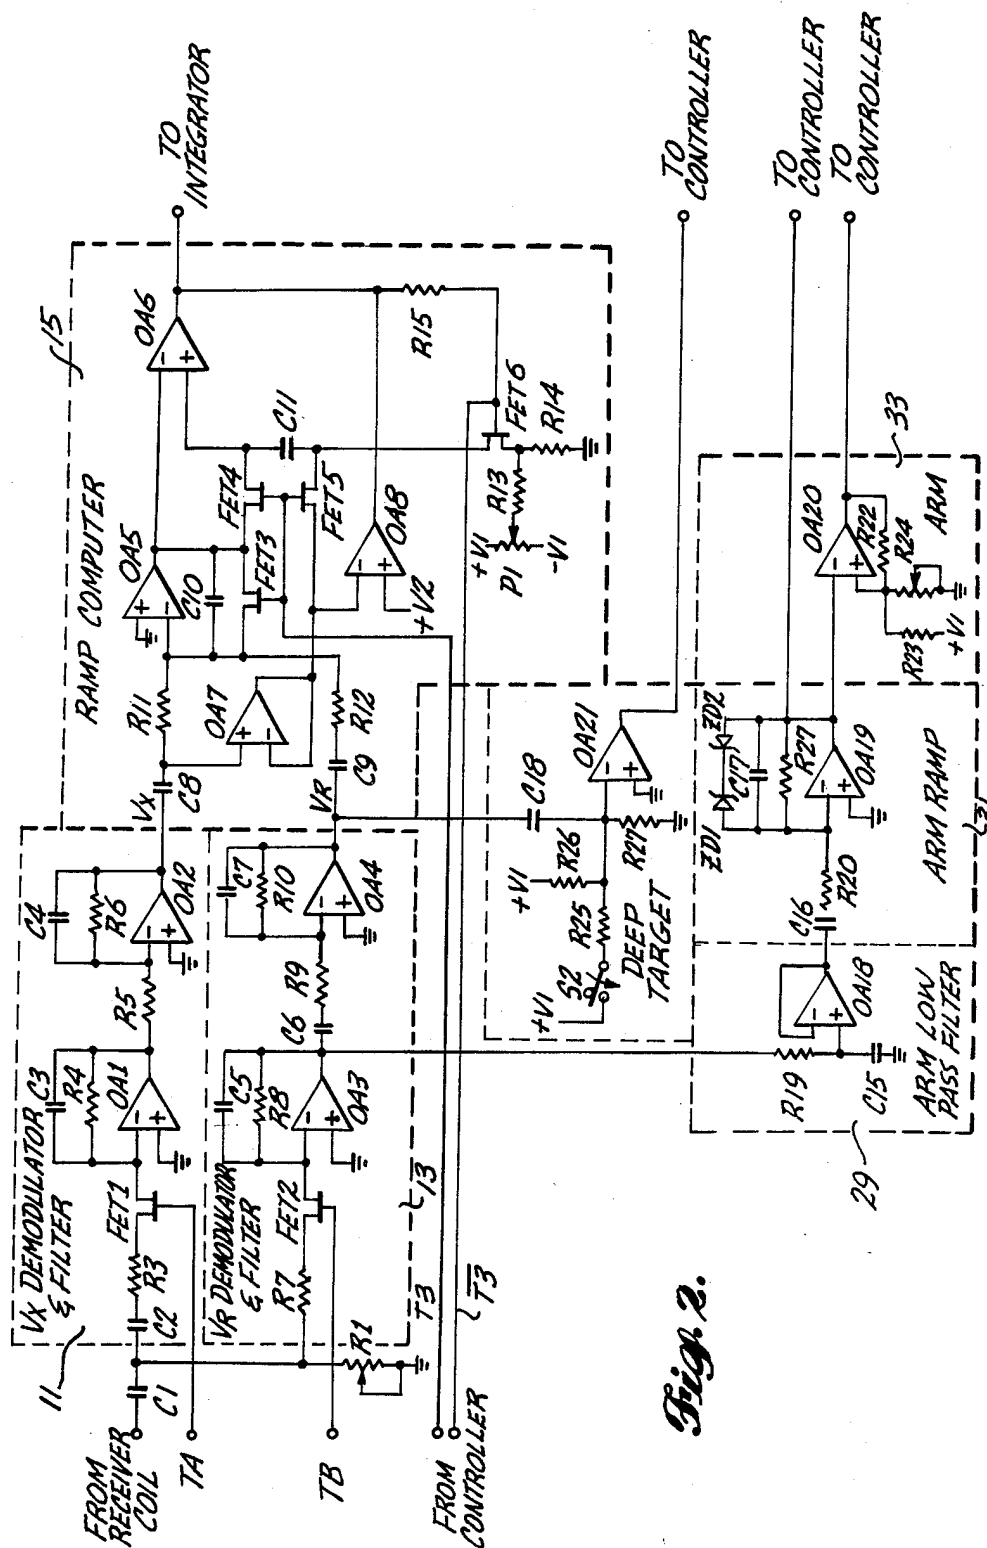 FROM
RECEIVER
COIL
TA
TB
FROM
CONTROLLER
T3
T3
11
C1
R1
VX DEMODULATOR
& FILTER
C2
R3
FET1
C3
R4
OA1
R5
C4
R6
OA2
VR DEMODULATOR
& FILTER
R7
FET2
C5
R8
OA3
C6
R9
C7
R10
OA4
13
15
RAMP COMPUTER
VX
C8
R11
OA5
C10
OA7
VR
C9
R12
FET3
FET4
FET5
C11
OA6
OA8
+V2
R15
FET6
+V1
P1
-V1
R13
R14
TO
INTEGRATOR
+V1
S2
R25
+V1
R26
R27
C18
OA21
DEEP
TARGET
TO
CONTROLLER
29
R19
C15
OA18
ARM LOW
PASS FILTER
C16
R20
ZD1
ZD2
C17
R27
OA19
ARM RAMP
31
33
OA20
R22
R23
R24
+V1
ARM
TO
CONTROLLER
TO
CONTROLLER
Fig. 2.